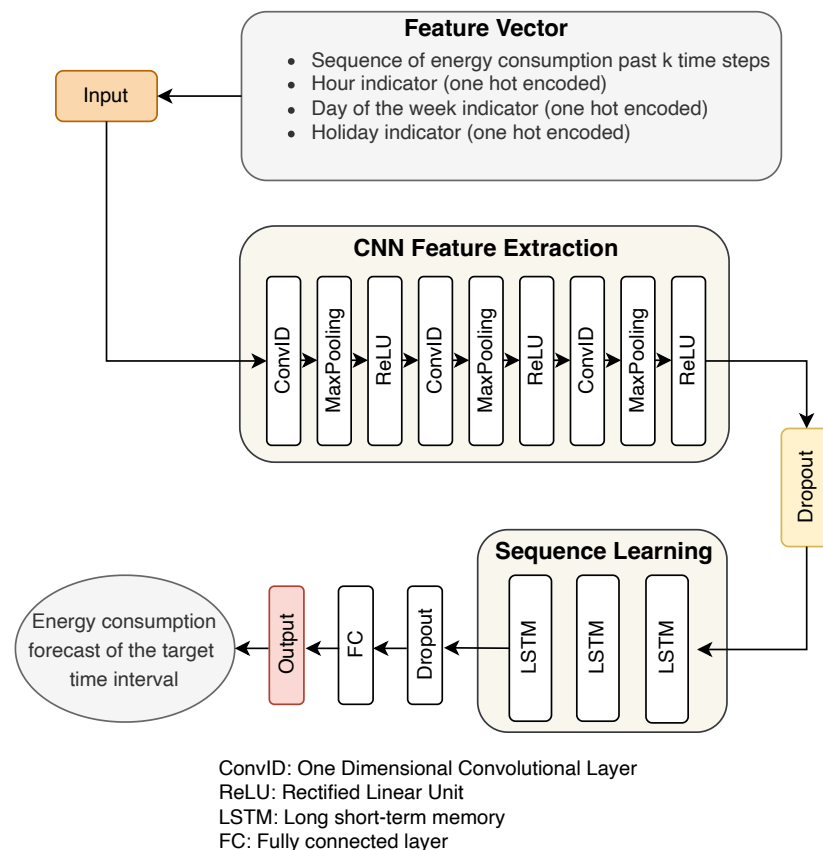 Feature Vector
• Sequence of energy consumption past k time steps
• Hour indicator (one hot encoded)
• Day of the week indicator (one hot encoded)
• Holiday indicator (one hot encoded)
Input
CNN Feature Extraction
ConvID
MaxPooling
ReLU
ConvID
MaxPooling
ReLU
ConvID
MaxPooling
ReLU
Dropout
Sequence Learning
LSTM
LSTM
LSTM
Dropout
FC
Output
Energy consumption
forecast of the target
time interval
ConvID: One Dimensional Convolutional Layer
ReLU: Rectified Linear Unit
LSTM: Long short-term memory
FC: Fully connected layer